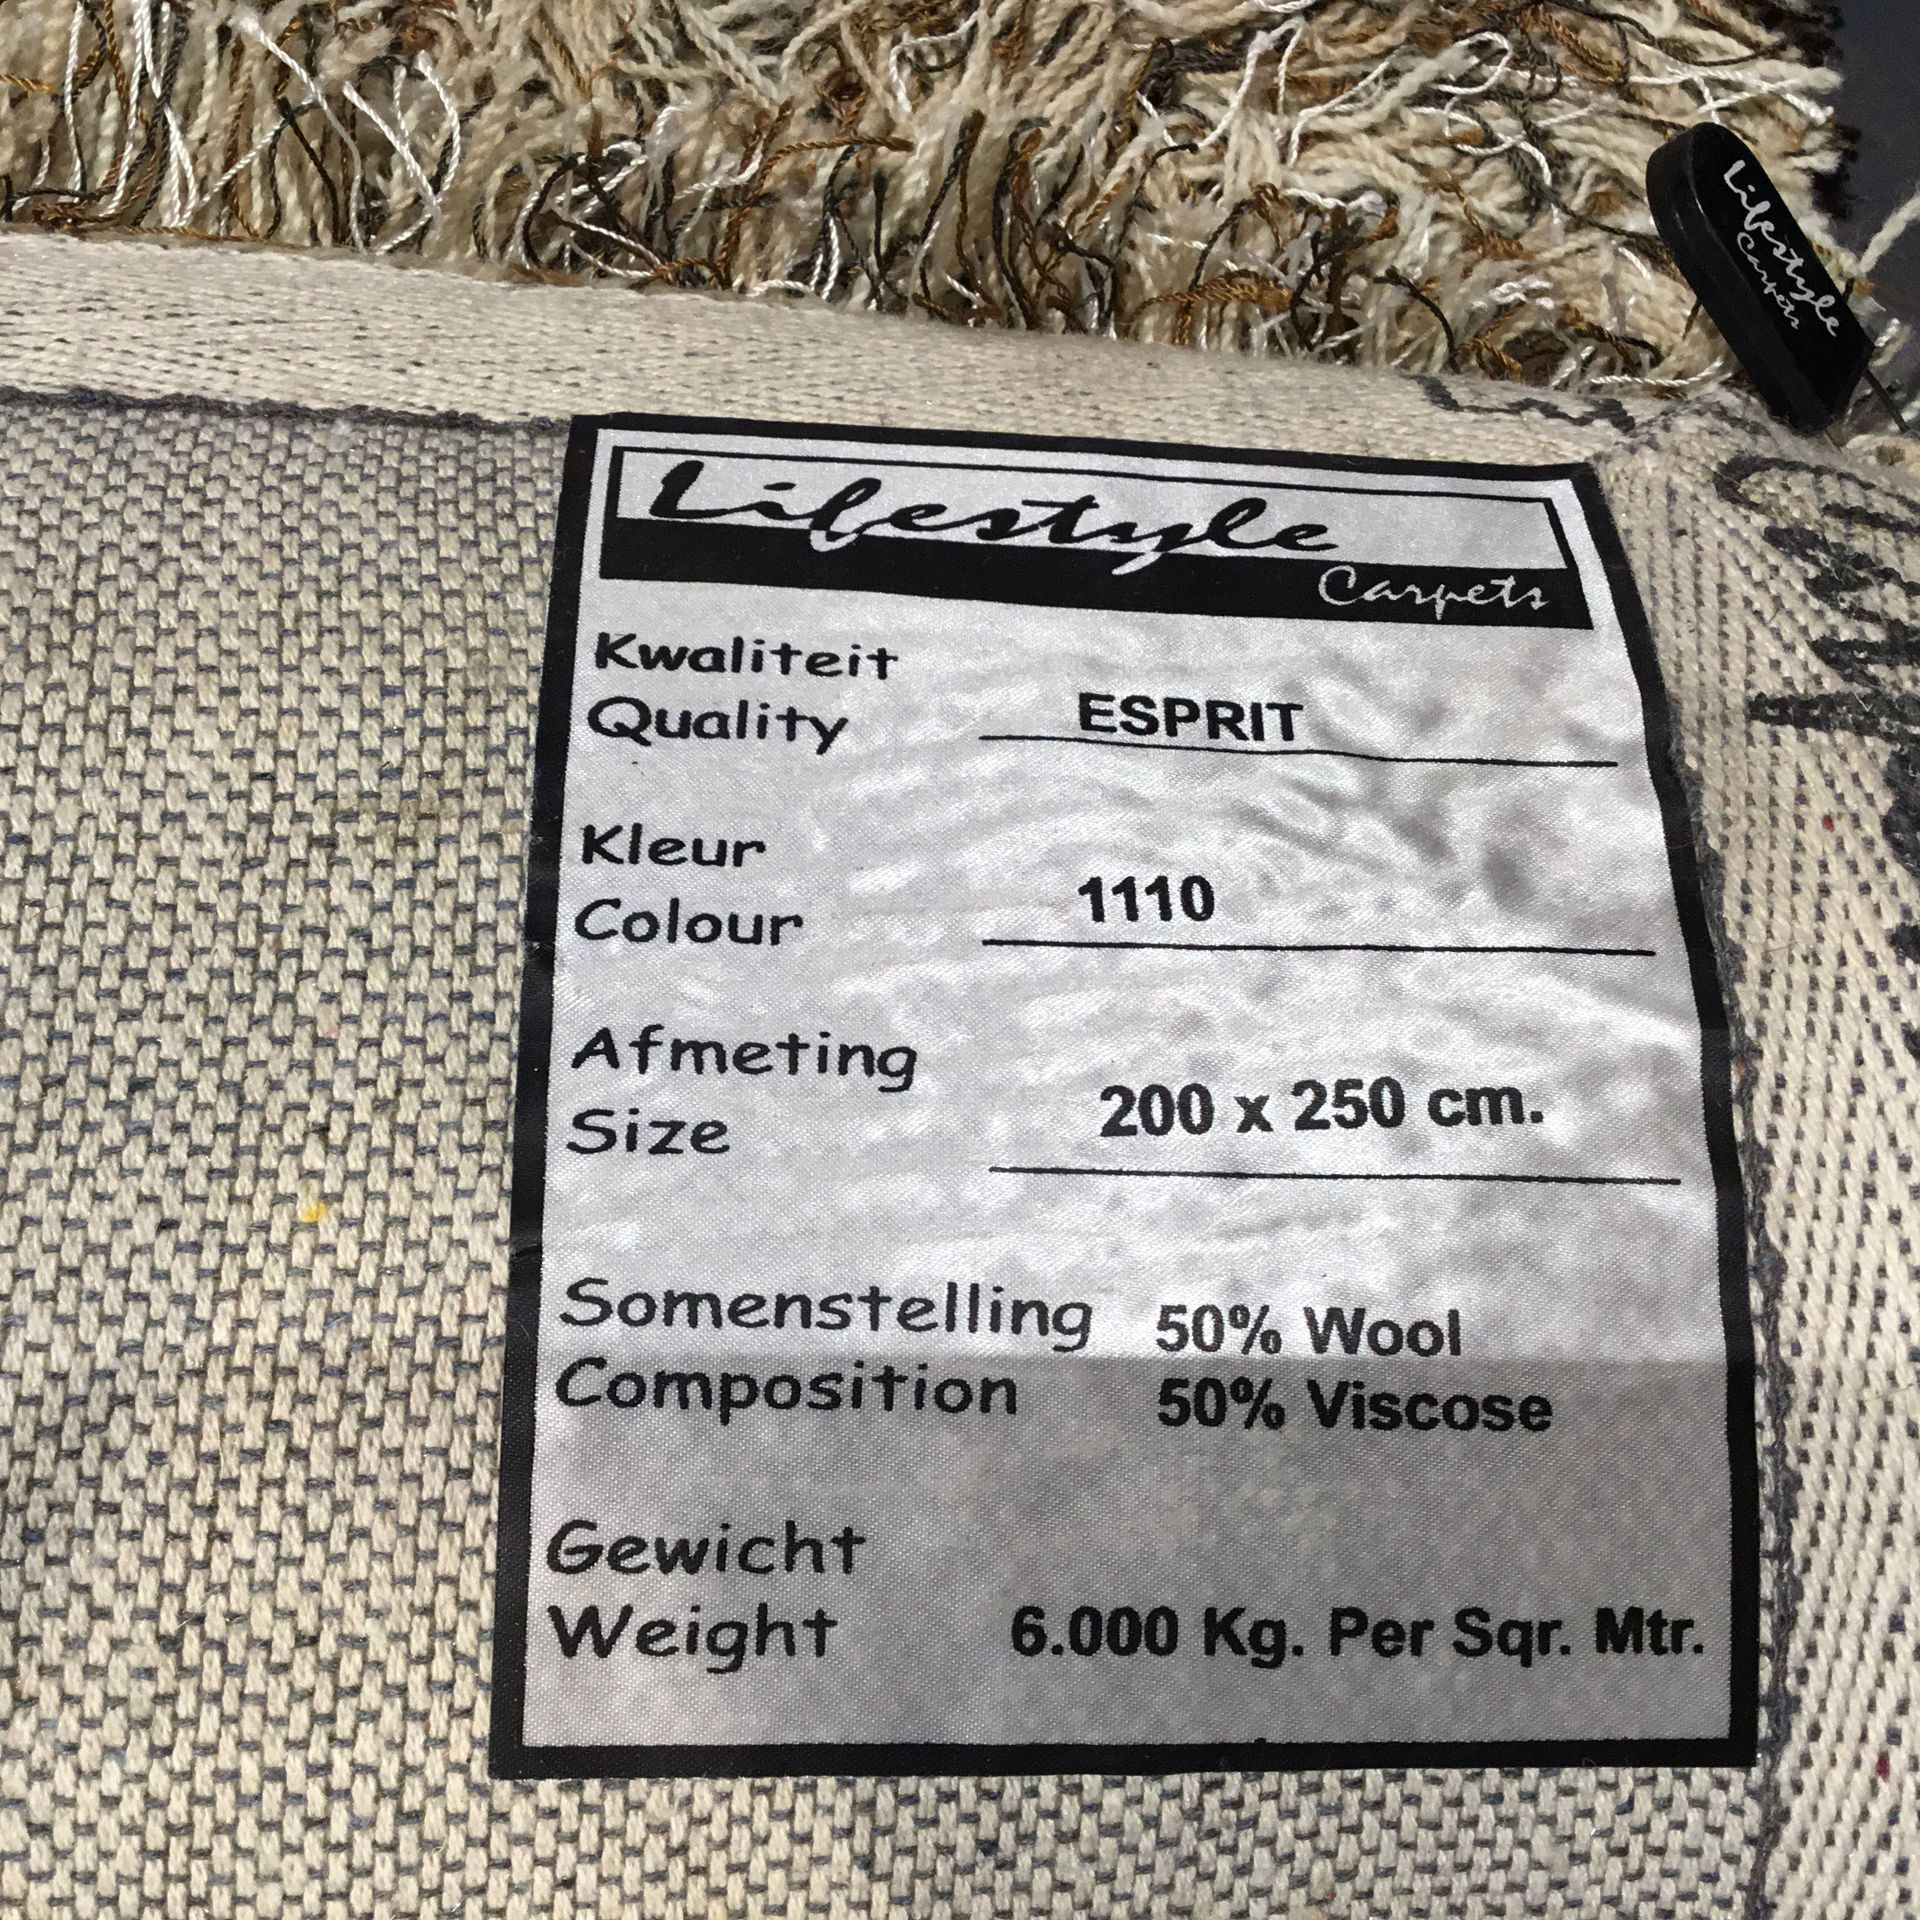 Lifestyle
Carpets
Lifestyle
Carpets
Kwaliteit
Quality ESPRIT
Kleur
Colour 1110
Afmeting
Size 200 x 250 cm.
Somenstelling 50% Wool
Composition 50% Viscose
Gewicht
Weight 6.000 Kg. Per Sqr. Mtr.